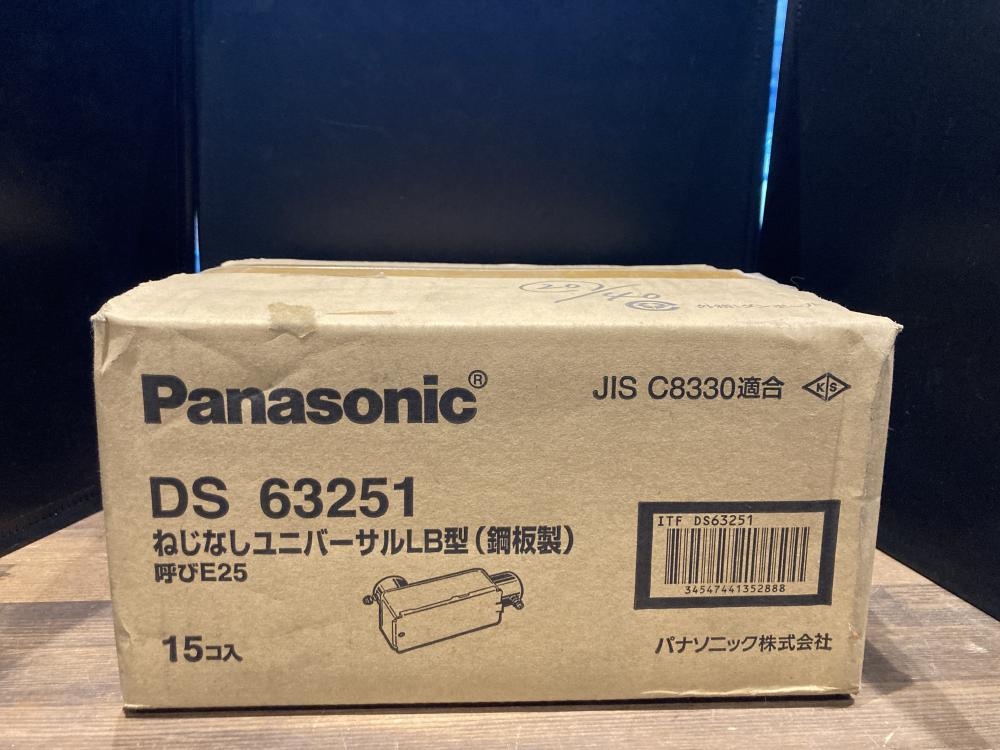 Panasonic®
JIS C8330適合
KS
DS 63251
ねじなしユニバーサルLB型(鋼板製)
呼びE25
ITF DS63251
34547441352888
15コ入
パナソニック株式会社